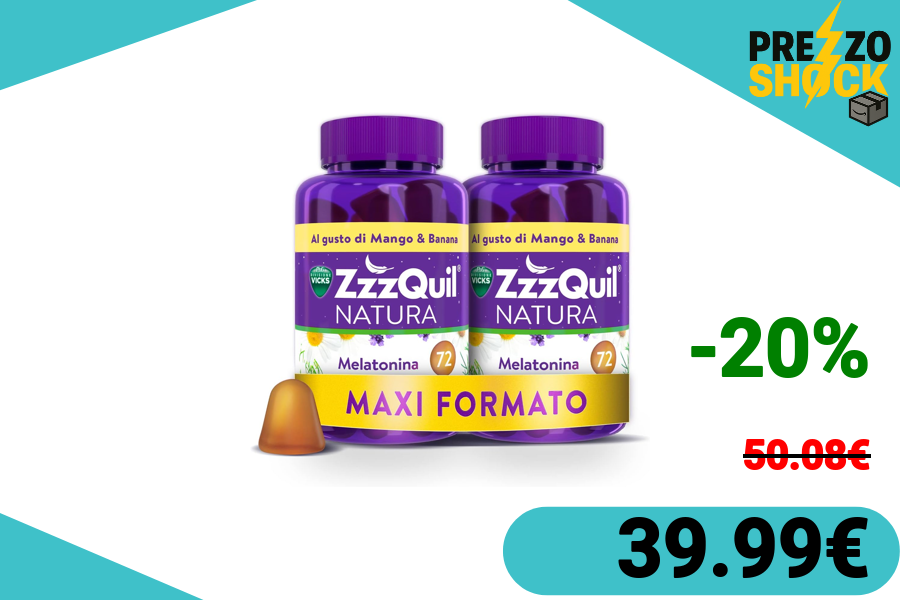 PREZZO
SHOCK
Al gusto di Mango & Banana
VICKS
ZzzQuil®
NATURA
Melatonina
72
Al gusto di Mango & Banana
VICKS
ZzzQuil®
NATURA
Melatonina
72
MAXI FORMATO
-20%
50.08€
39.99€